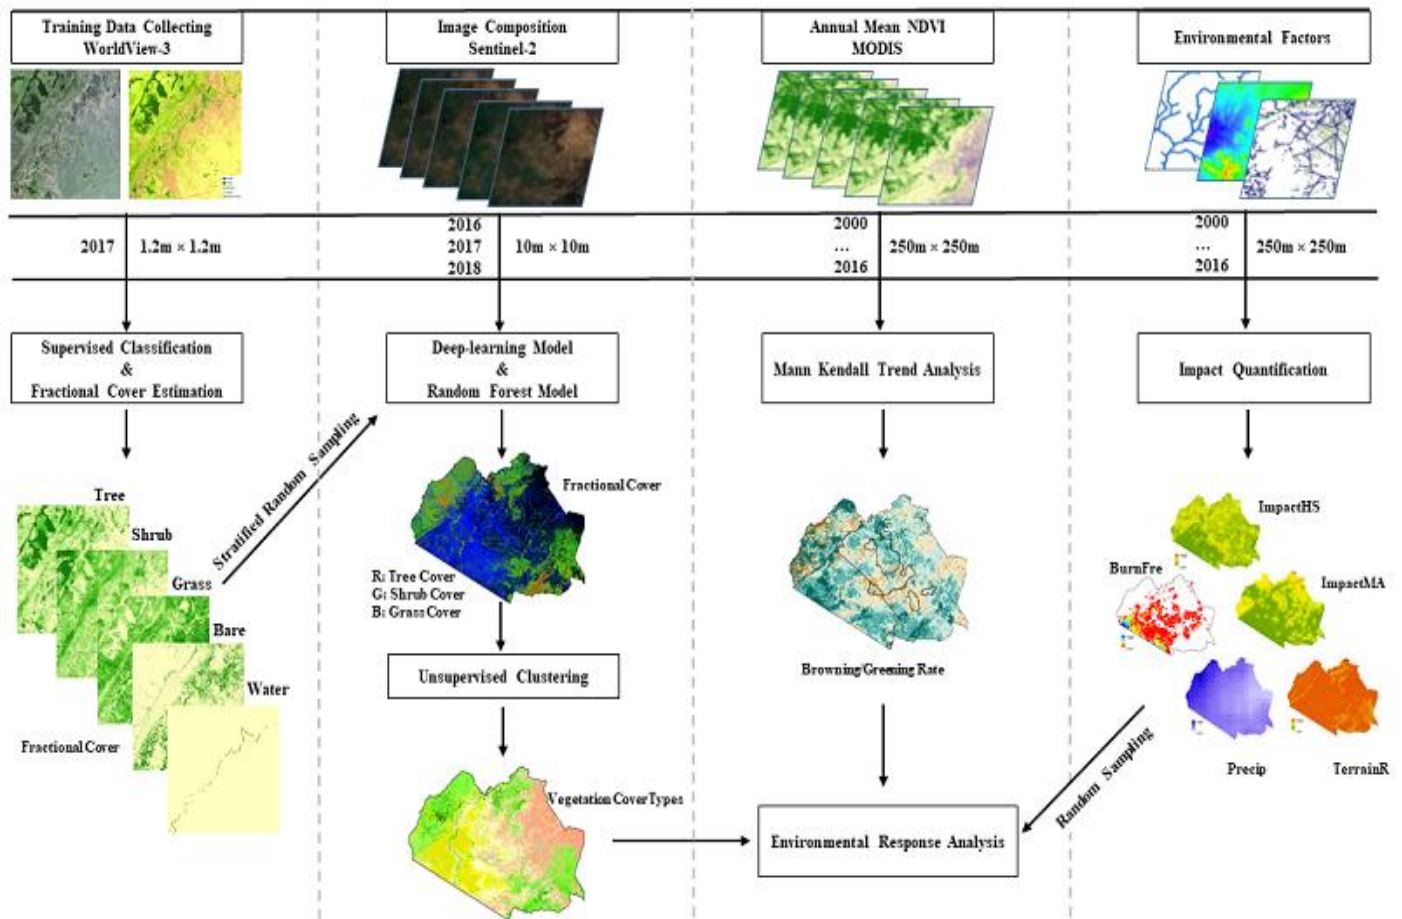 Training Data Collecting
WorldView-3
Image Composition
Sentinel-2
Annual Mean NDVI
MODIS
Environmental Factors
2017
1.2m × 1.2m
2016
2017
2018
10m × 10m
2000
...
2016
250m × 250m
2000
...
2016
250m × 250m
Supervised Classification
&
Fractional Cover Estimation
Deep-learning Model
&
Random Forest Model
Mann Kendall Trend Analysis
Impact Quantification
Stratified Random Sampling
Tree
Shrub
Grass
Bare
Water
Fractional Cover
Fractional Cover
R: Tree Cover
G: Shrub Cover
B: Grass Cover
Unsupervised Clustering
Vegetation Cover Types
Browning/Greening Rate
ImpactHS
BurnFre
ImpactMA
Precip
TerrainR
Random Sampling
Environmental Response Analysis